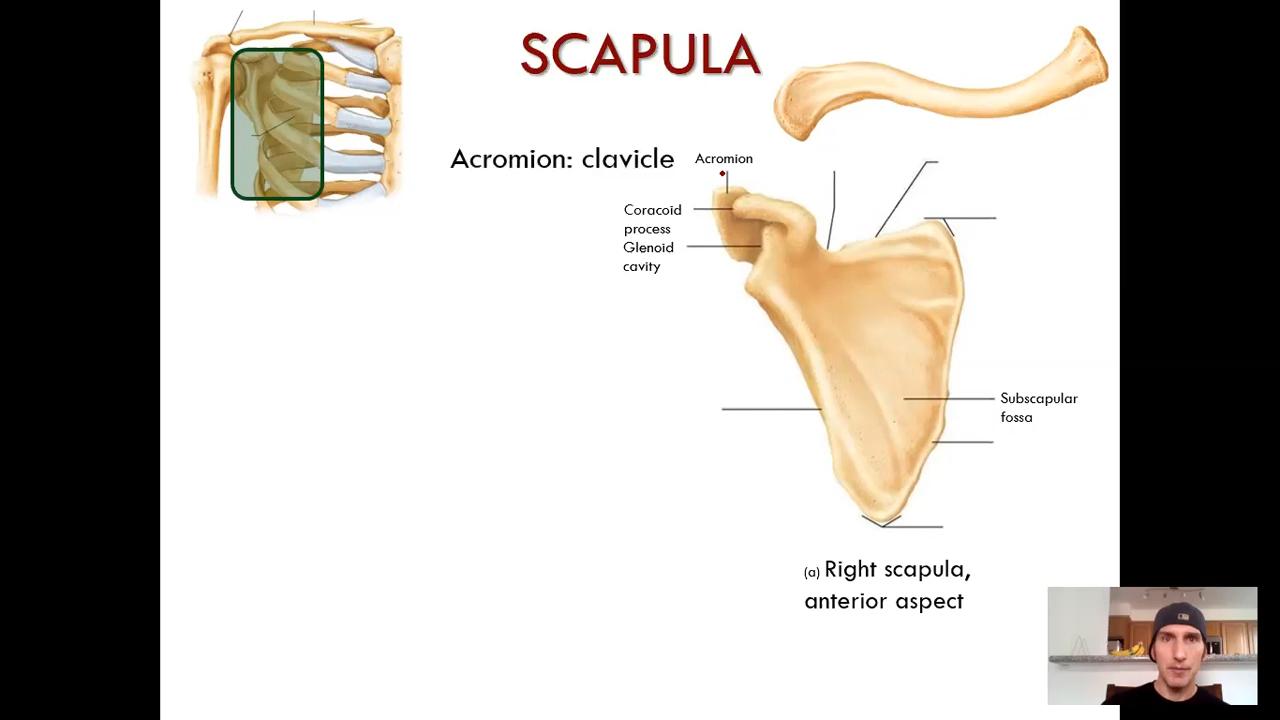 SCAPULA
Acromion: clavicle
Acromion
Coracoid
process
Glenoid
cavity
Subscapular
fossa
(a) Right scapula,
anterior aspect